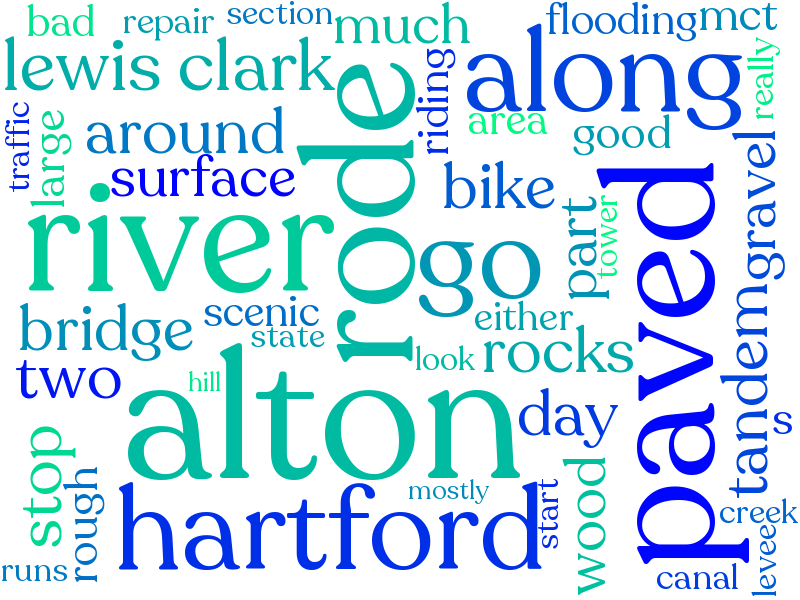 bad
repair
section
much
flooding
mct
lewis clark
rode
riding
along
really
traffic
large
around
area
good
surface
bike
paved
gravel
river
go
part
tower
bridge
scenic
state
either
look
rocks
tandem
two
hill
alton
day
s
stop
rough
hartford
mostly
start
wood
creek
levee
runs
canal